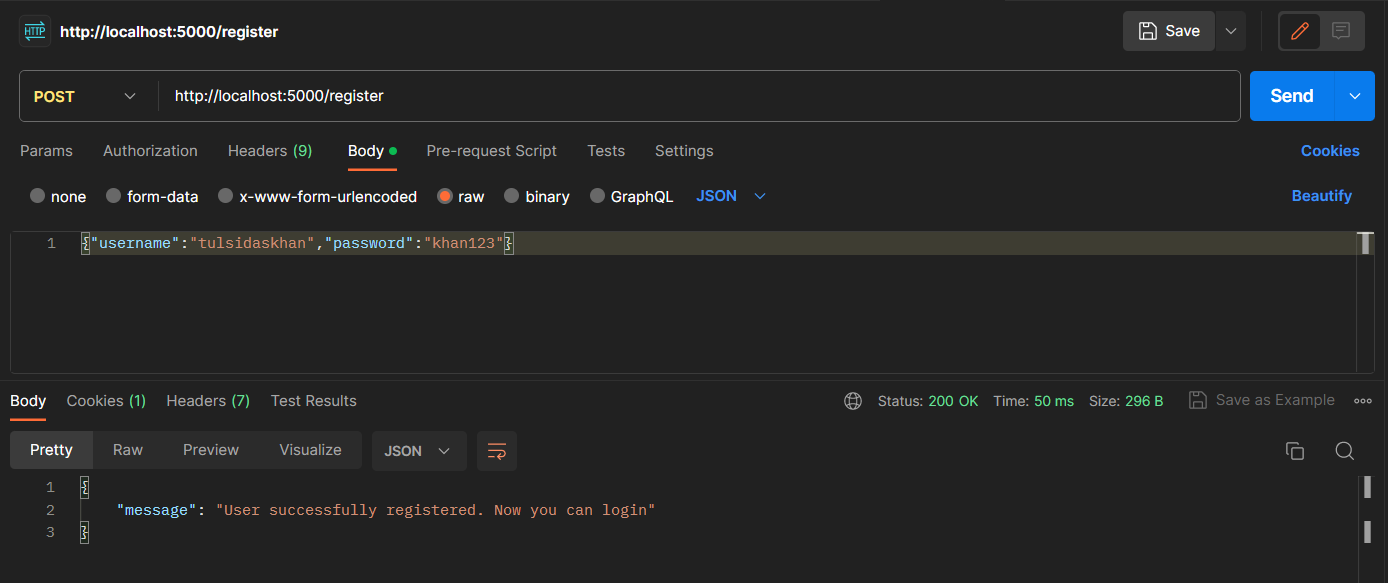 HTTP http://localhost:5000/register Save
POST http://localhost:5000/register Send
Params Authorization Headers (9) Body Pre-request Script Tests Settings Cookies
none form-data x-www-form-urlencoded raw binary GraphQL JSON Beautify
1 {"username":"tulsidaskhan","password":"khan123"}
Body Cookies (1) Headers (7) Test Results Status: 200 OK Time: 50 ms Size: 296 B Save as Example
Pretty Raw Preview Visualize JSON
1 {
2 "message": "User successfully registered. Now you can login"
3 }